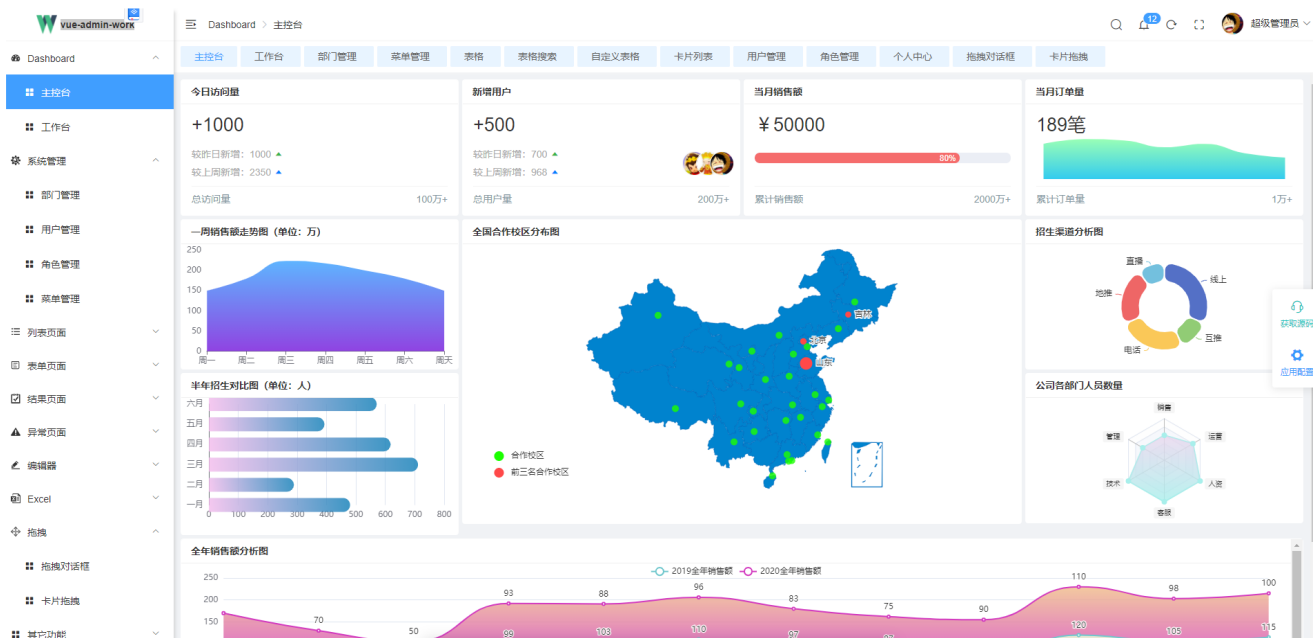 vue-admin-work
Dashboard > 主控台
12
超级管理员
Dashboard
主控台
工作台
系统管理
部门管理
用户管理
角色管理
菜单管理
列表页面
表单页面
结果页面
异常页面
编辑器
Excel
拖拽
拖拽对话框
卡片拖拽
其它功能
主控台 工作台 部门管理 菜单管理 表格 表格搜索 自定义表格 卡片列表 用户管理 角色管理 个人中心 拖拽对话框 卡片拖拽
今日访问量
+1000
较昨日新增：1000
较上周新增：2350
总访问量 100万+
新增用户
+500
较昨日新增：700
较上周新增：968
总用户量 200万+
当月销售额
￥50000
80%
累计销售额 2000万+
当月订单量
189笔
累计订单量 1万+
一周销售额走势图（单位：万）
250
200
150
100
50
0
周一 周二 周三 周四 周五 周六 周天
半年招生对比图（单位：人）
六月
五月
四月
三月
二月
一月
0 100 200 300 400 500 600 700 800
全国合作校区分布图
吉林
北京
山东
合作校区
前三名合作校区
招生渠道分析图
直播
线上
地推
互推
电话
公司各部门人员数量
销售
管理 运营
技术 人资
客服
获取源码
应用配置
全年销售额分析图
2019全年销售额 2020全年销售额
250
200
150
70 50 93 88 96 83 75 90 110 98 100
99 103 110 97 120 105 115